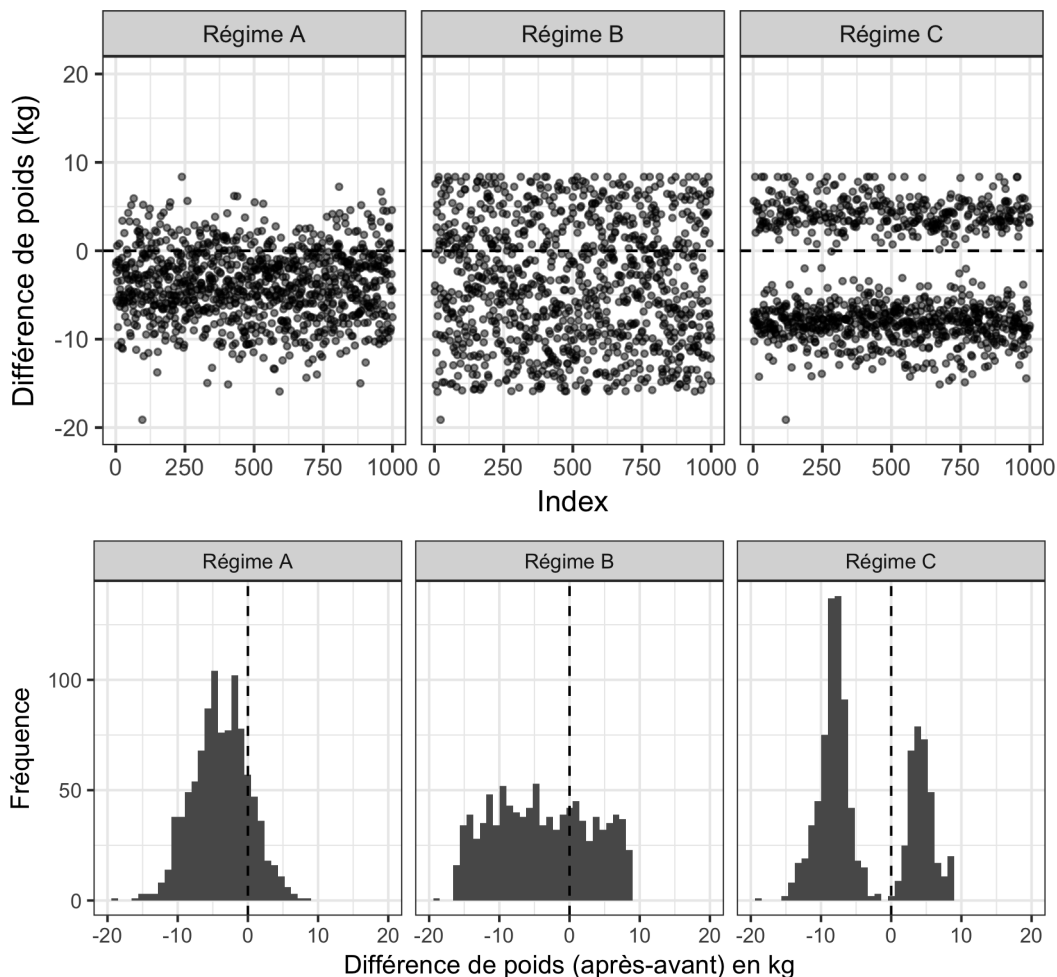 Régime A Régime B Régime C
Différence de poids (kg)
20
10
0
-10
-20
0 250 500 750 1000 0 250 500 750 1000 0 250 500 750 1000
Index
Régime A Régime B Régime C
Fréquence
100
50
0
-20 -10 0 10 20 -20 -10 0 10 20 -20 -10 0 10 20
Différence de poids (après-avant) en kg